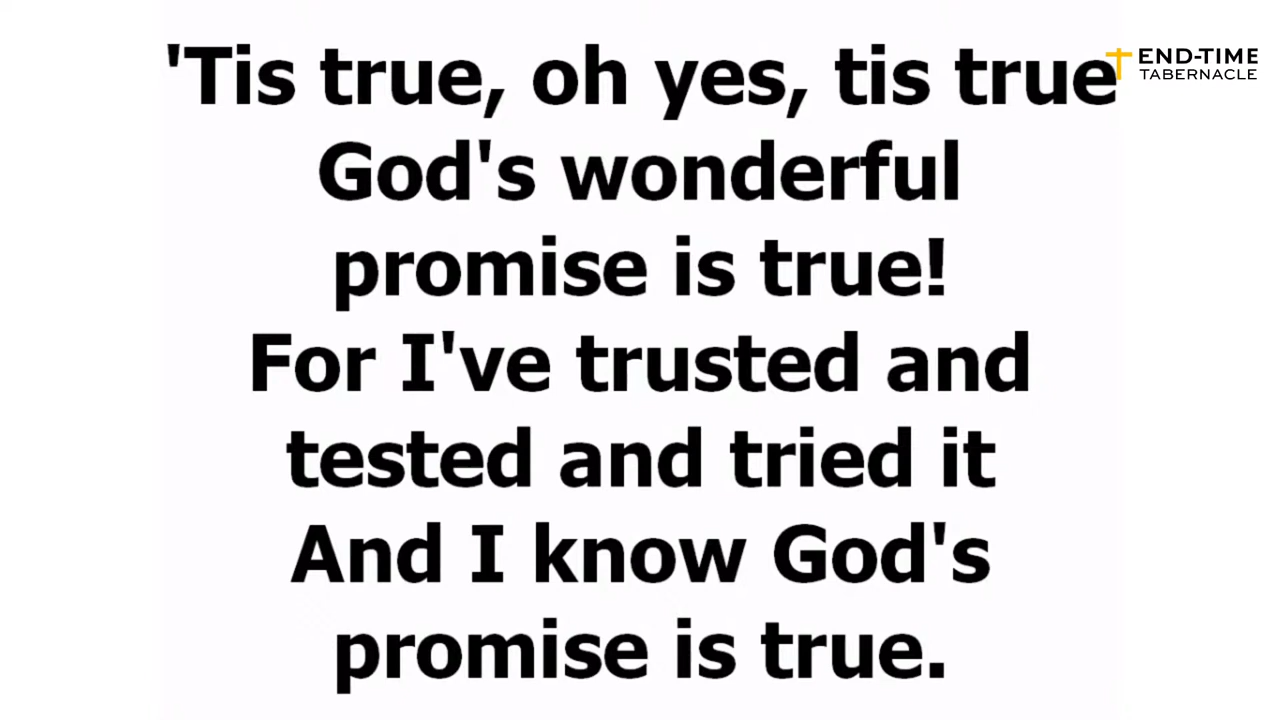 'Tis true, oh yes, tis true
God's wonderful
promise is true!
For I've trusted and
tested and tried it
And I know God's
promise is true.
END-TIME
TABERNACLE